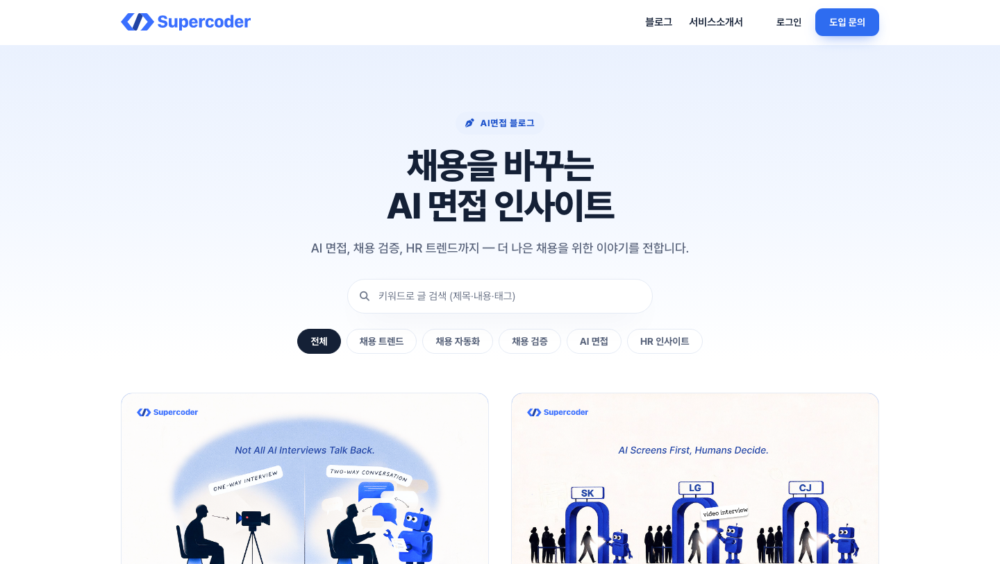 Supercoder
블로그
서비스소개서
로그인
도입 문의
AI면접 블로그
채용을 바꾸는
AI 면접 인사이트
AI 면접, 채용 검증, HR 트렌드까지 — 더 나은 채용을 위한 이야기를 전합니다.
키워드로 글 검색 (제목·내용·태그)
전체
채용 트렌드
채용 자동화
채용 검증
AI 면접
HR 인사이트
Supercoder
Not All AI Interviews Talk Back.
ONE-WAY INTERVIEW
TWO-WAY CONVERSATION
Supercoder
AI Screens First, Humans Decide.
SK
LG
CJ
video interview